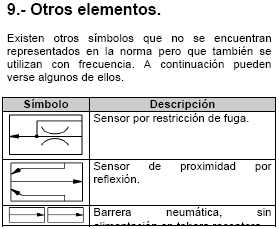 9.- Otros elementos.
Existen otros símbolos que no se encuentran
representados en la norma pero que también se
utilizan con frecuencia. A continuación pueden
verse algunos de ellos.
Símbolo Descripción
Sensor por restricción de fuga.
Sensor de proximidad por
reflexión.
Barrera neumática, sin